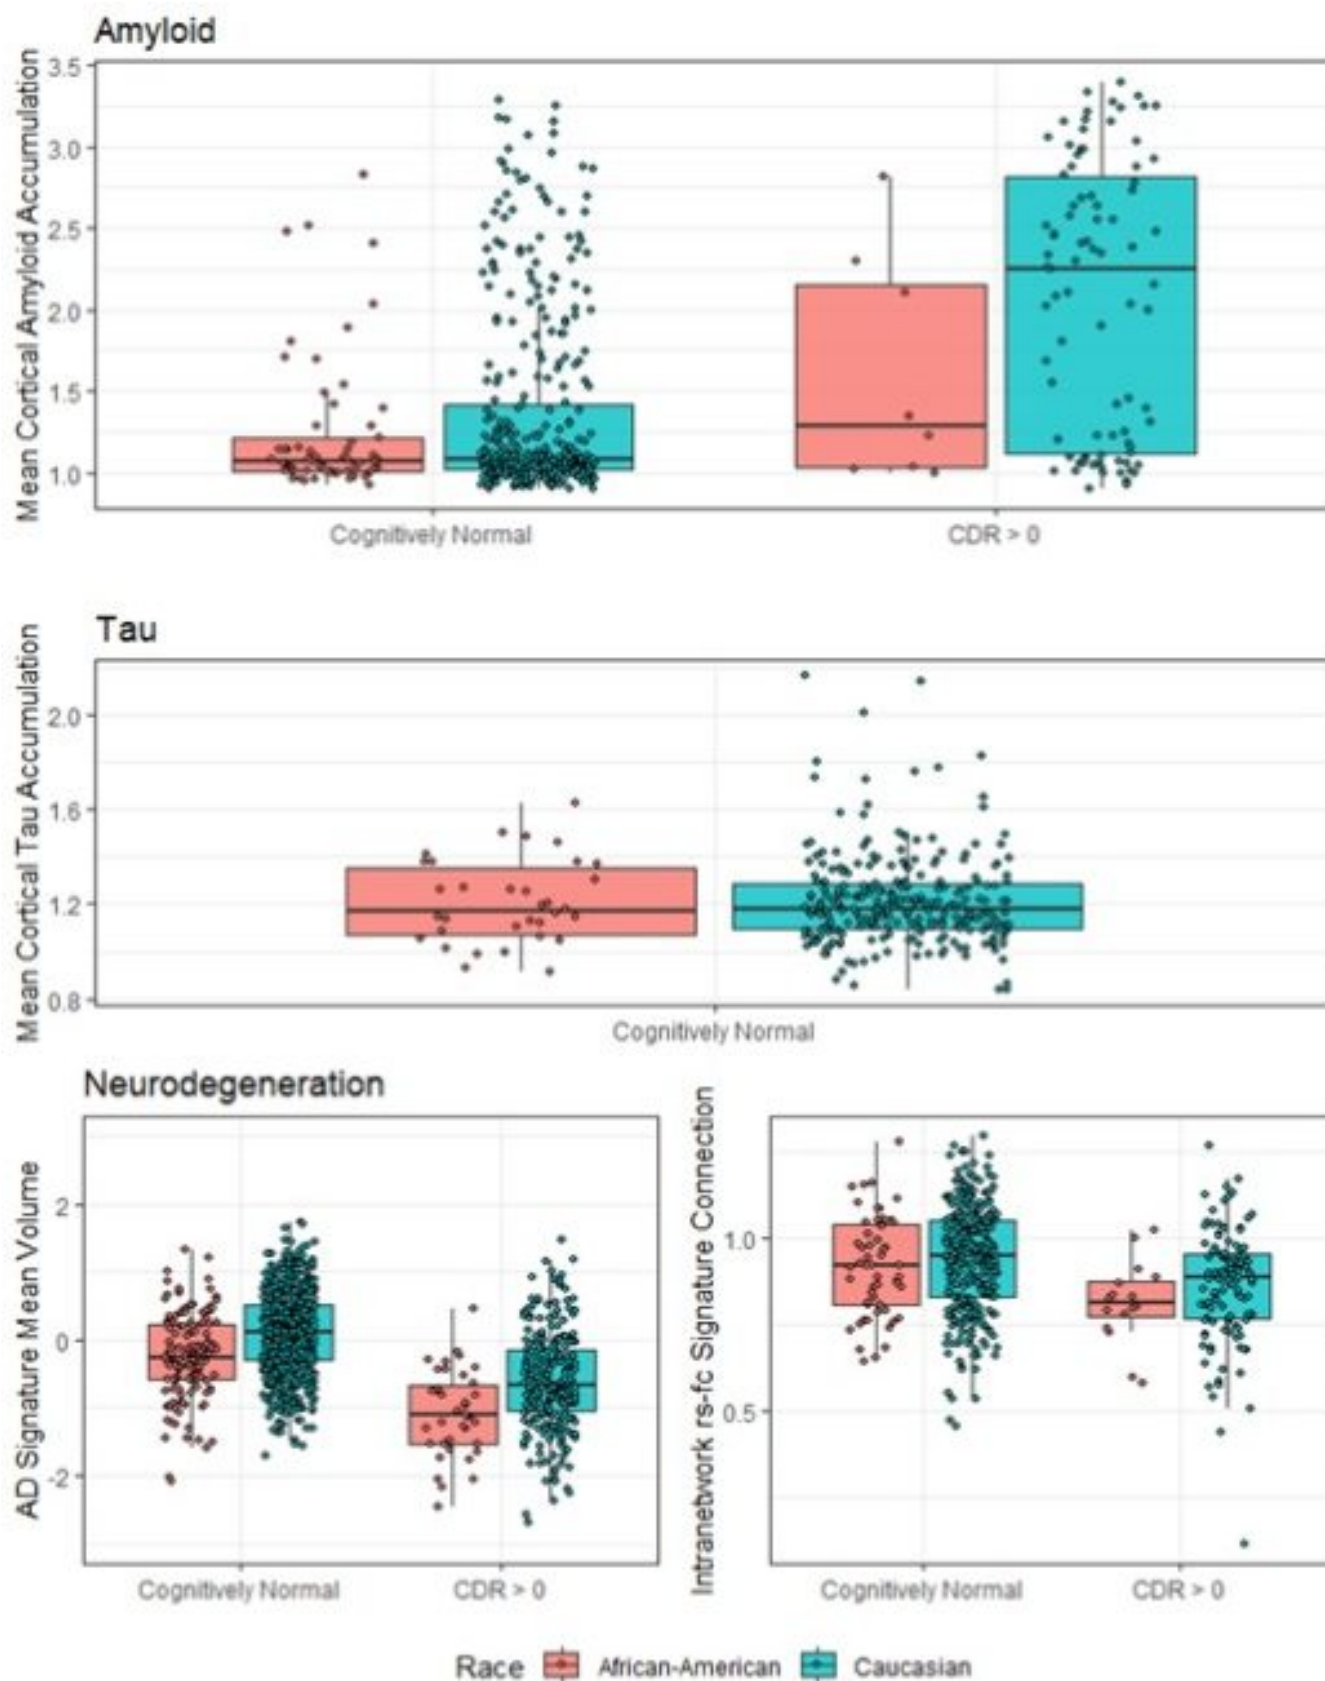 Amyloid
Mean Cortical Amyloid Accumulation
3.5
3.0
2.5
2.0
1.5
1.0
Cognitively Normal
CDR > 0
Tau
Mean Cortical Tau Accumulation
2.0
1.6
1.2
0.8
Cognitively Normal
Neurodegeneration
AD Signature Mean Volume
2
0
-2
Cognitively Normal
CDR > 0
Intranetwork rs-fc Signature Connection
1.0
0.5
Cognitively Normal
CDR > 0
Race African-American Caucasian